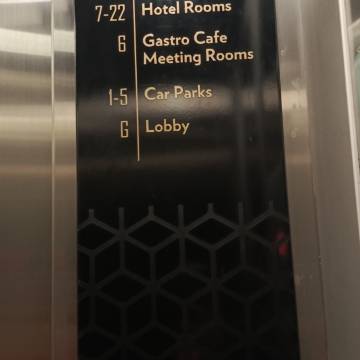 7-22 Hotel Rooms
6 Gastro Cafe
Meeting Rooms
1-5 Car Parks
G Lobby